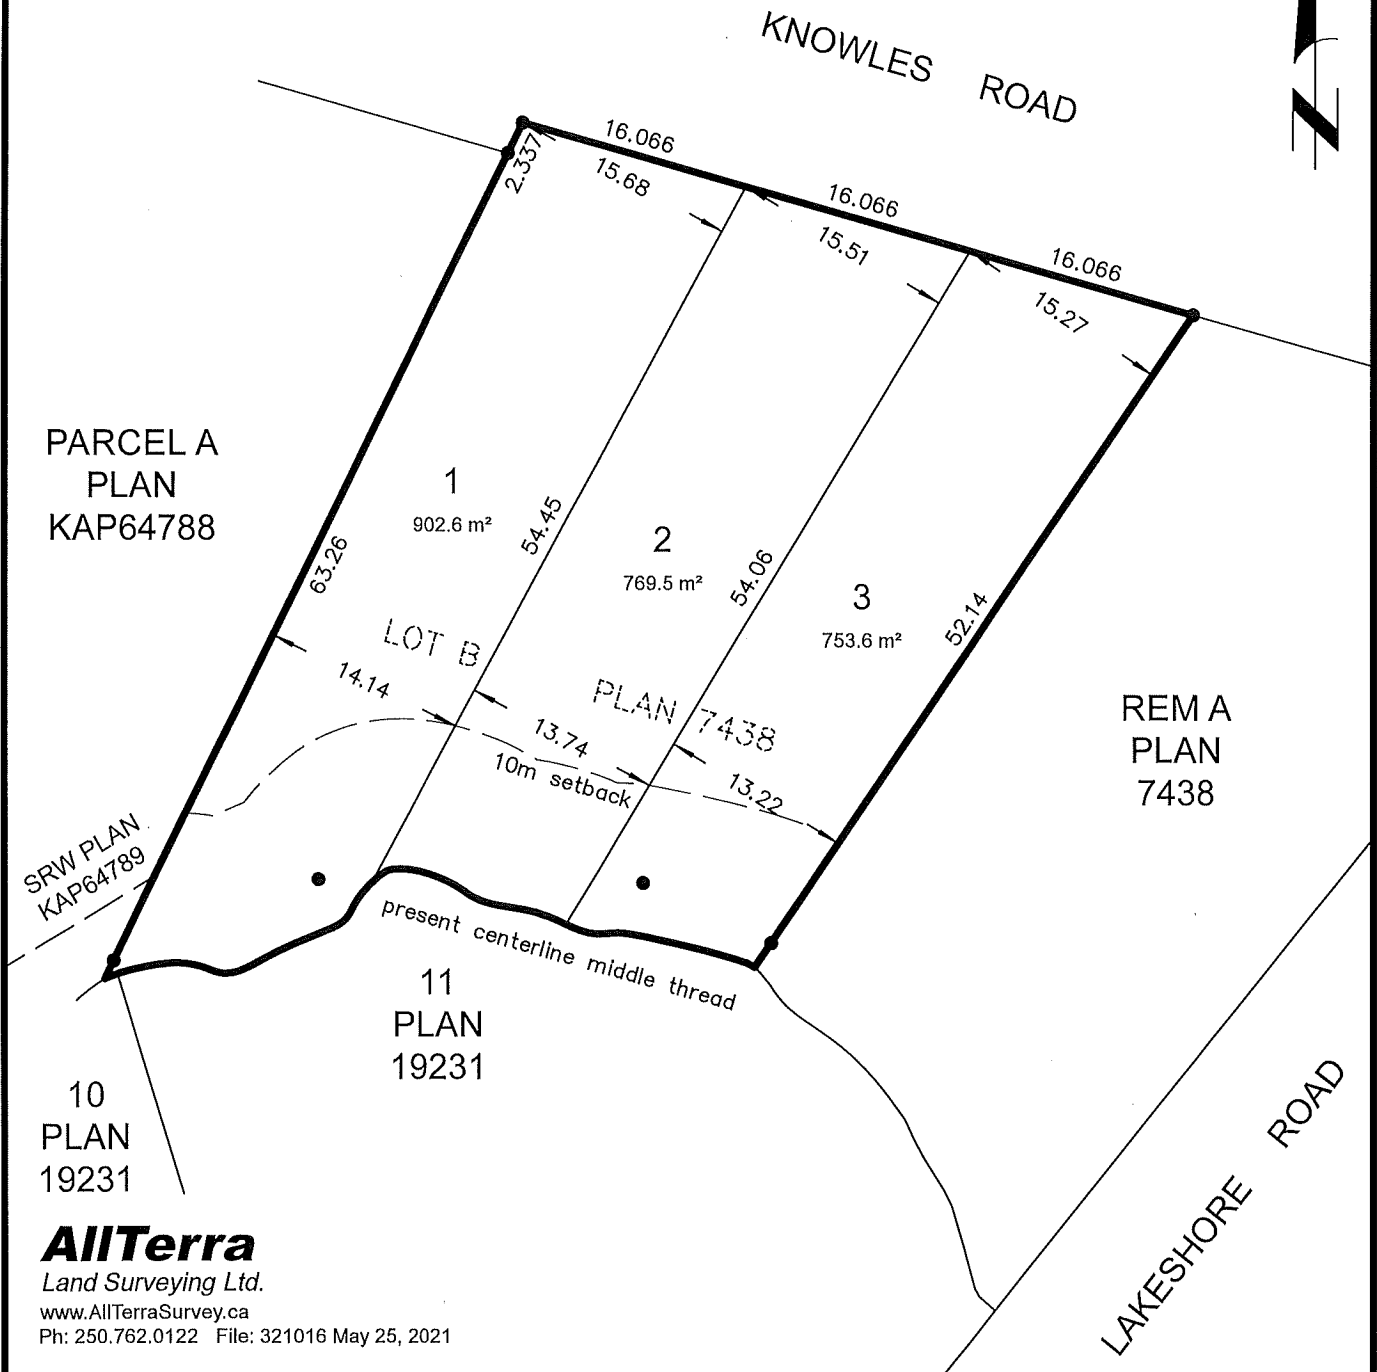 KNOWLES ROAD
N
16.066
15.68
2.337
16.066
15.51
16.066
15.27
PARCEL A
PLAN
KAP64788
1
902.6 m²
63.26
54.45
2
769.5 m²
54.06
3
753.6 m²
52.14
LOT B
PLAN 7438
14.14
13.74
13.22
10m setback
REM A
PLAN
7438
SRW PLAN
KAP64789
present centerline middle thread
11
PLAN
19231
10
PLAN
19231
LAKESHORE ROAD
AllTerra
Land Surveying Ltd.
www.AllTerraSurvey.ca
Ph: 250.762.0122 File: 321016 May 25, 2021